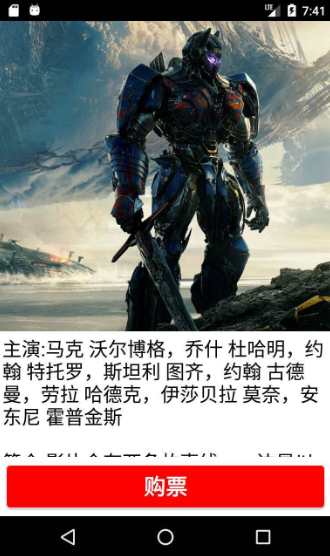 LTE 7:41
主演:马克 沃尔博格，乔什 杜哈明，约
翰 特托罗，斯坦利 图齐，约翰 古德
曼，劳拉 哈德克，伊莎贝拉 莫奈，安
东尼 霍普金斯
购票